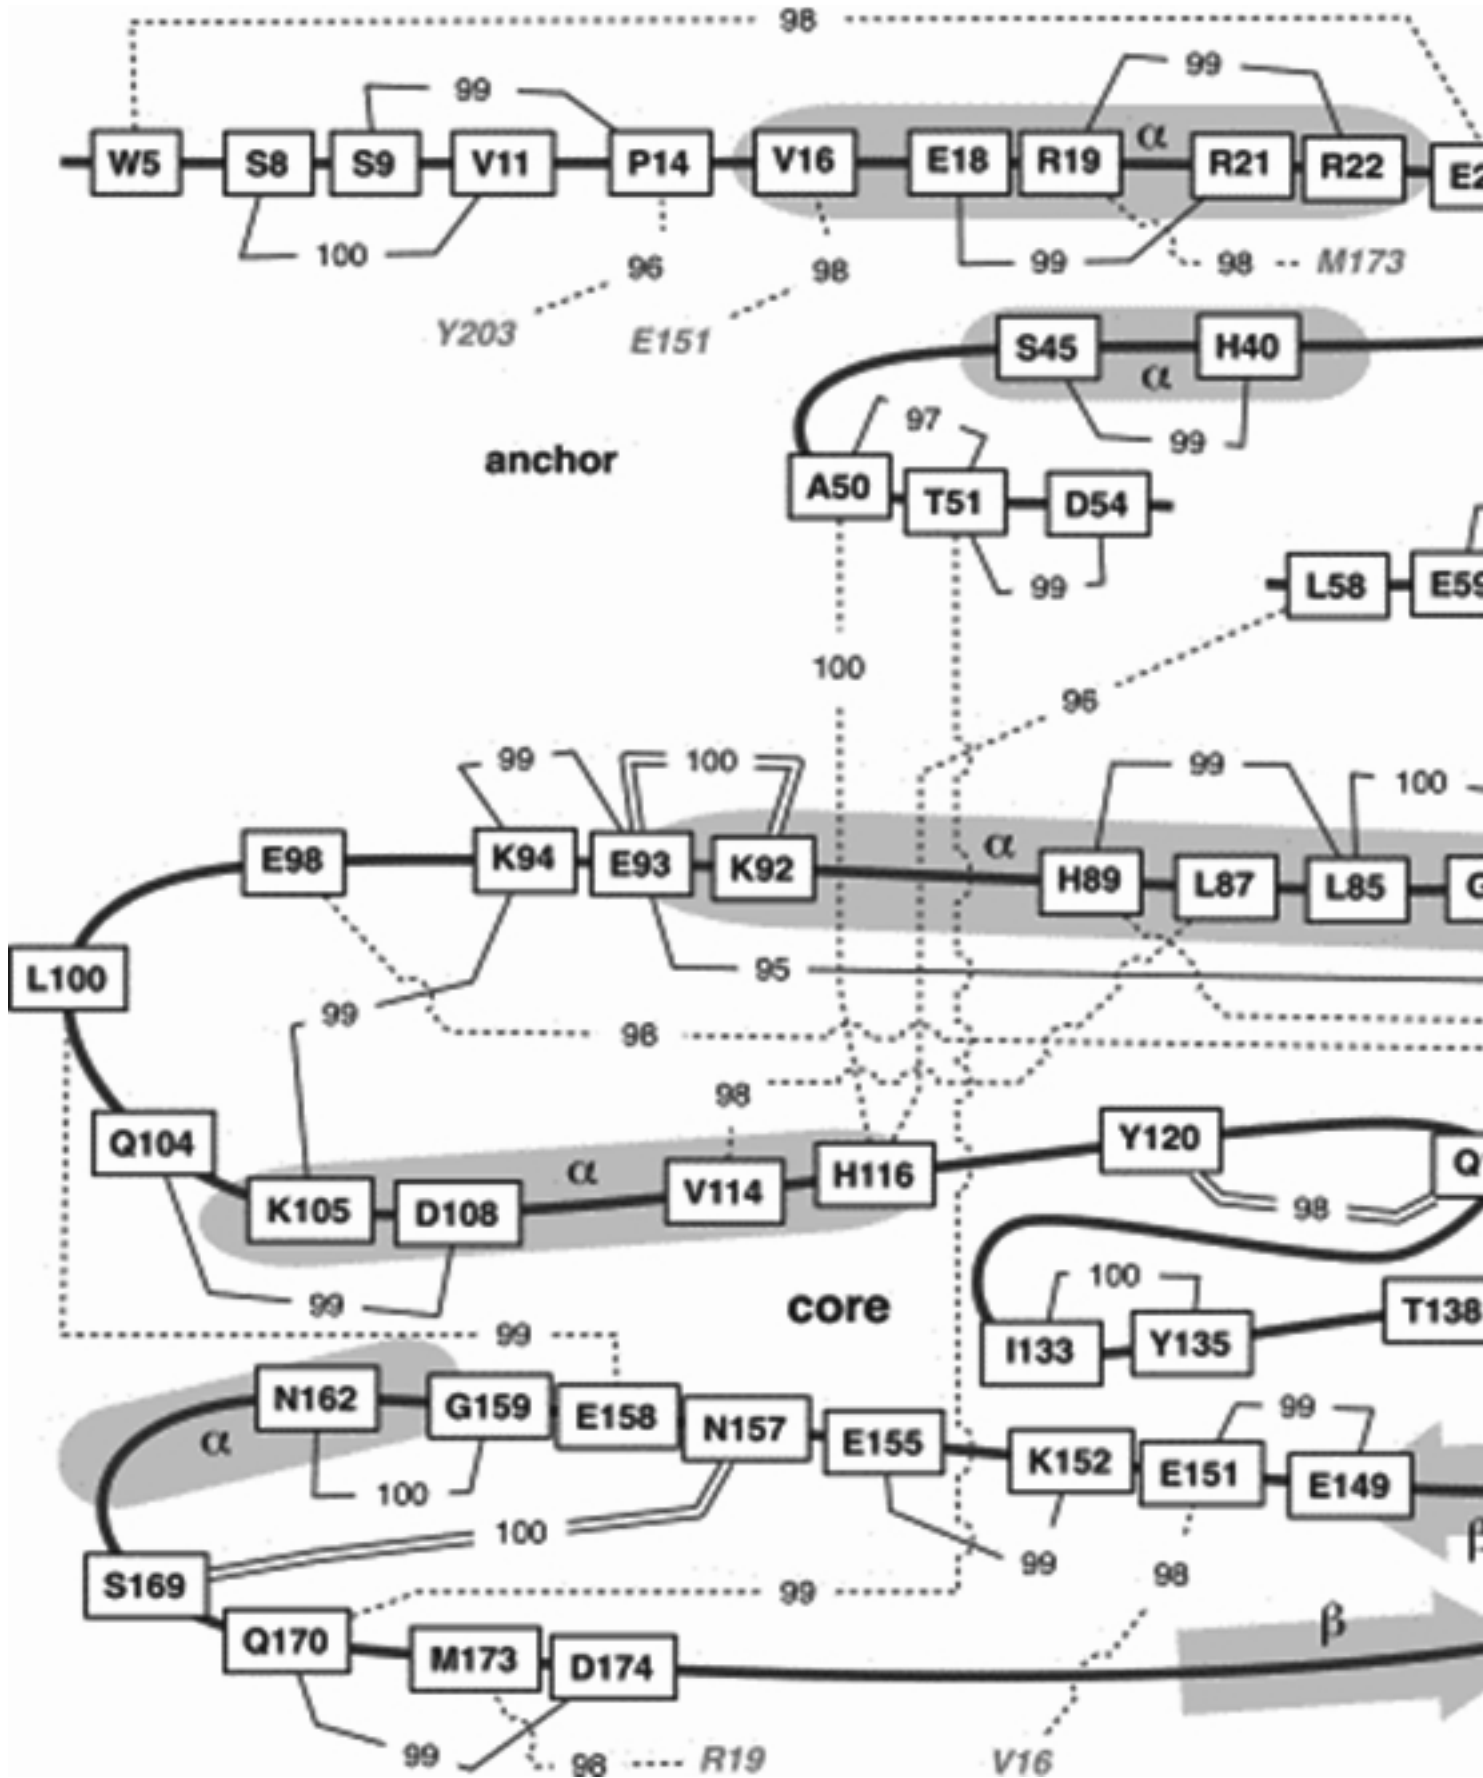 98
99
99
W5 S8 S9 V11 P14 V16 E18 R19 α R21 R22 E2
100 96 98 99 98 M173
Y203 E151
S45 H40
α
97 99
anchor
A50 T51 D54
99
L58 E59
100
96
99 100 99 100
E98 K94 E93 K92 α H89 L87 L85 G
L100
95
99 98
98
Q104 Y120 Q
K105 D108 α V114 H116
98
99 core 100
T138
99 I133 Y135
N162 G159 E158 N157 E155 K152 E151 E149
99
α
100
100 99 β
S169 99 98
Q170 M173 D174 β
99 98 R19 V16